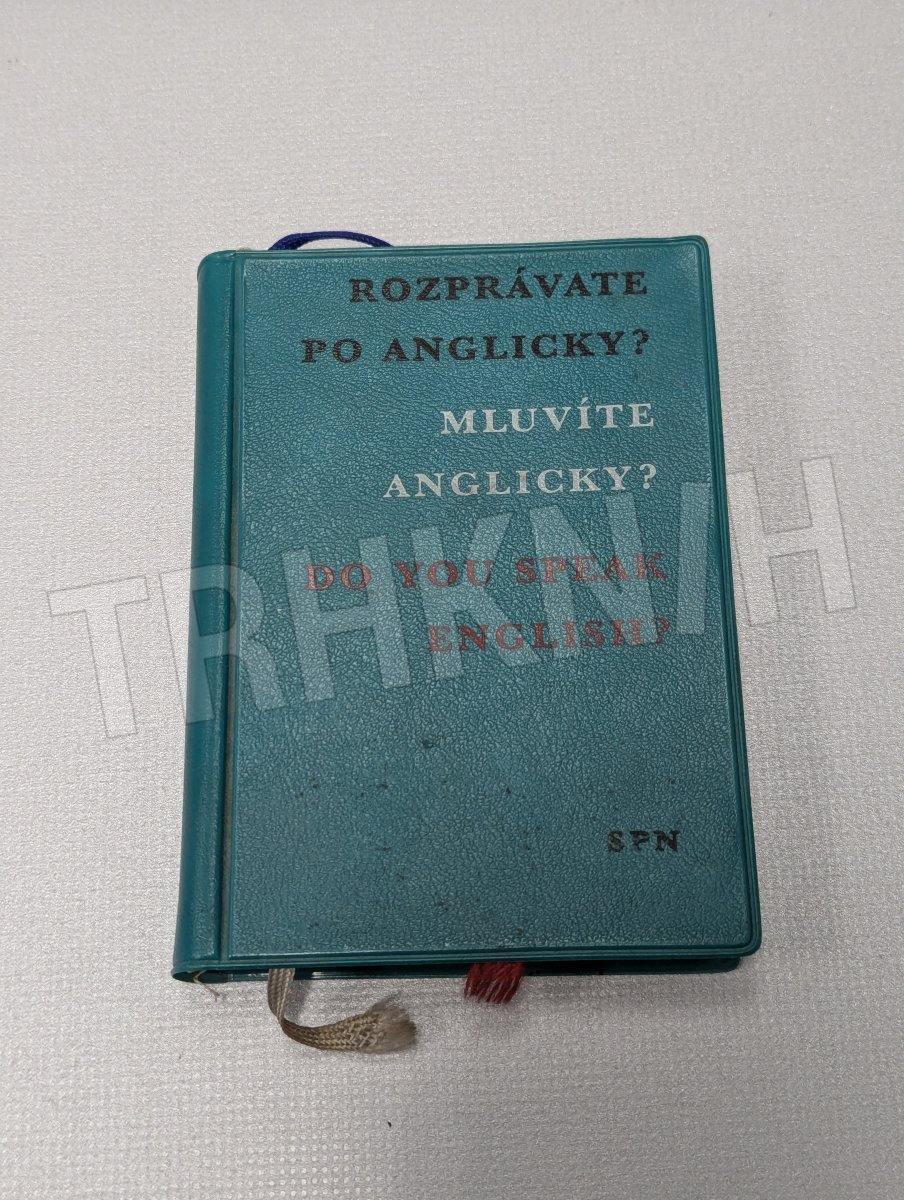 ROZPRÁVATE
PO ANGLICKY?
MLUVÍTE
ANGLICKY?
DO YOU SPEAK
ENGLISH?
SPN
TRHKNIH